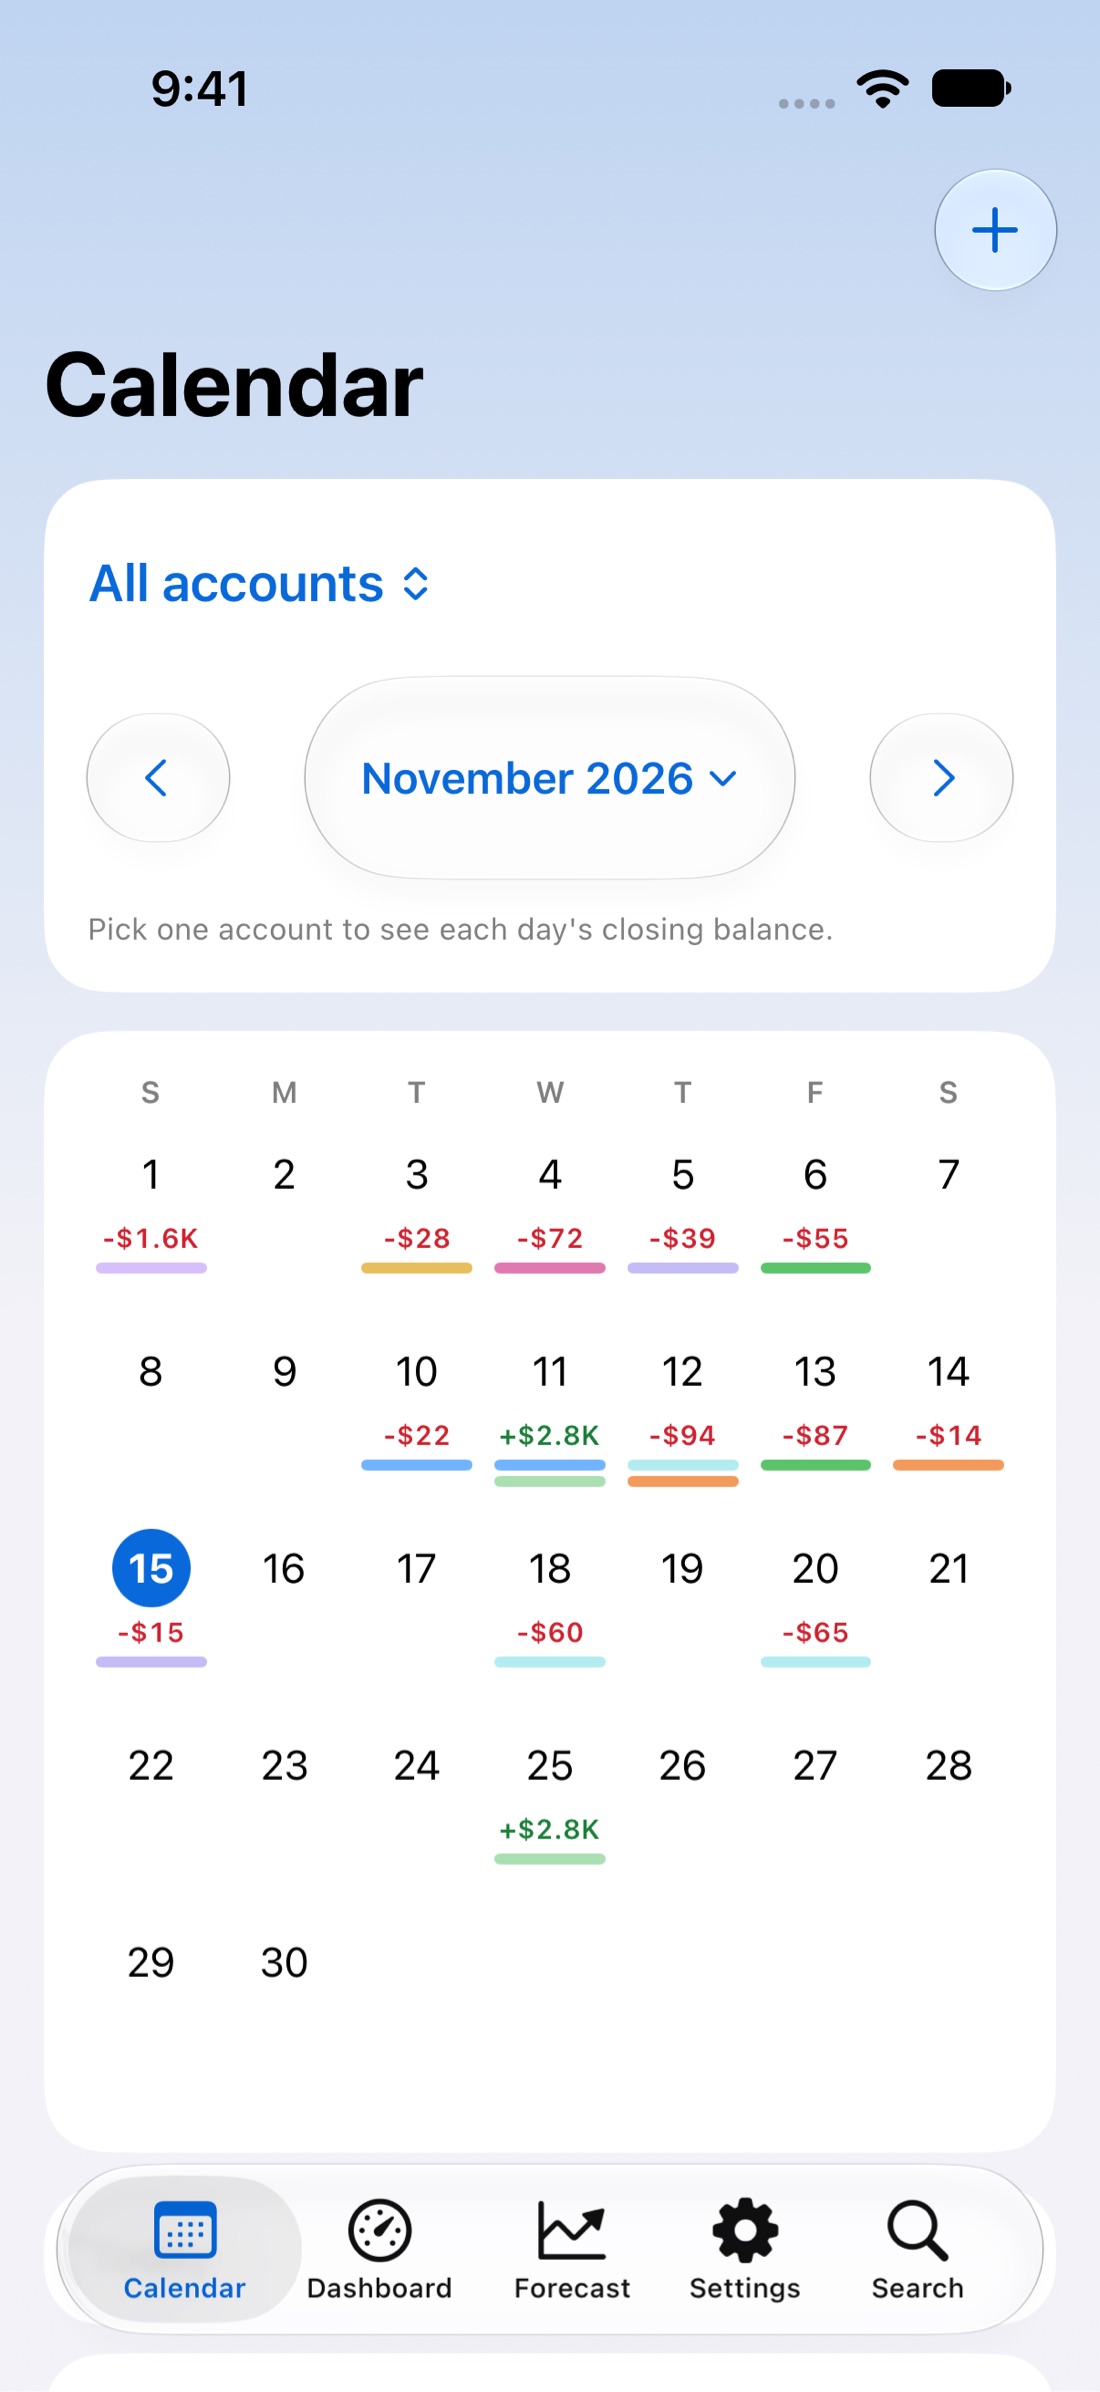 9:41
Calendar
All accounts
November 2026
Pick one account to see each day's closing balance.
S M T W T F S
1 2 3 4 5 6 7
-$1.6K -$28 -$72 -$39 -$55
8 9 10 11 12 13 14
-$22 +$2.8K -$94 -$87 -$14
15 16 17 18 19 20 21
-$15 -$60 -$65
22 23 24 25 26 27 28
+$2.8K
29 30
Calendar Dashboard Forecast Settings Search